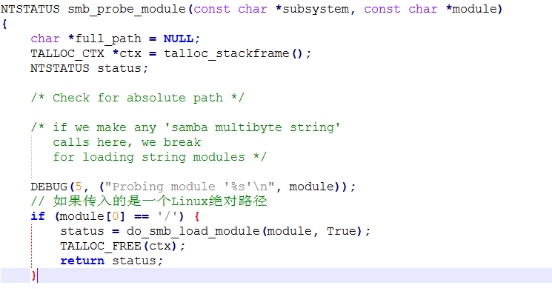 NTSTATUS smb_probe_module(const char *subsystem, const char *module)
{
    char *full_path = NULL;
    TALLOC_CTX *ctx = talloc_stackframe();
    NTSTATUS status;
    /* Check for absolute path */
    /* if we make any 'samba multibyte string'
       calls here, we break
       for loading string modules */
    DEBUG(5, ("Probing module '%s'\n", module));
    // 如果传入的是一个Linux绝对路径
    if (module[0] == '/') {
        status = do_smb_load_module(module, True);
        TALLOC_FREE(ctx);
        return status;
    }